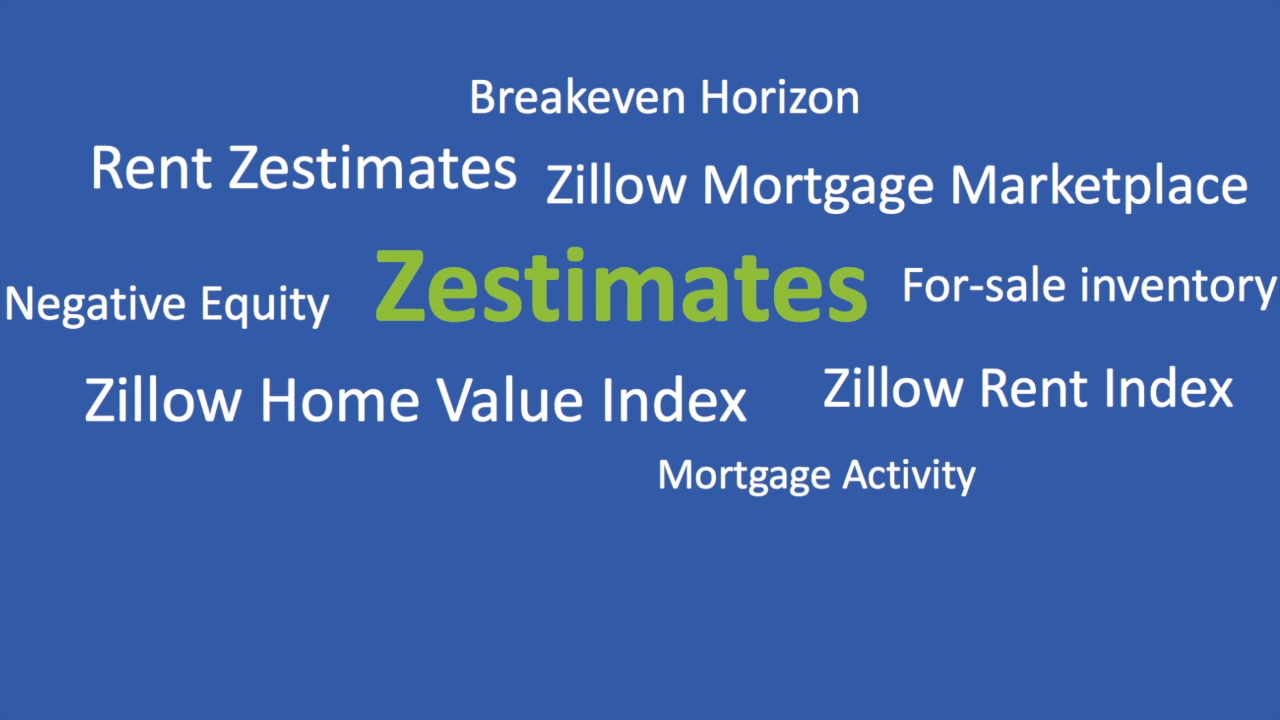 Breakeven Horizon
Rent Zestimates
Zillow Mortgage Marketplace
Negative Equity
Zestimates
For-sale inventory
Zillow Home Value Index
Zillow Rent Index
Mortgage Activity